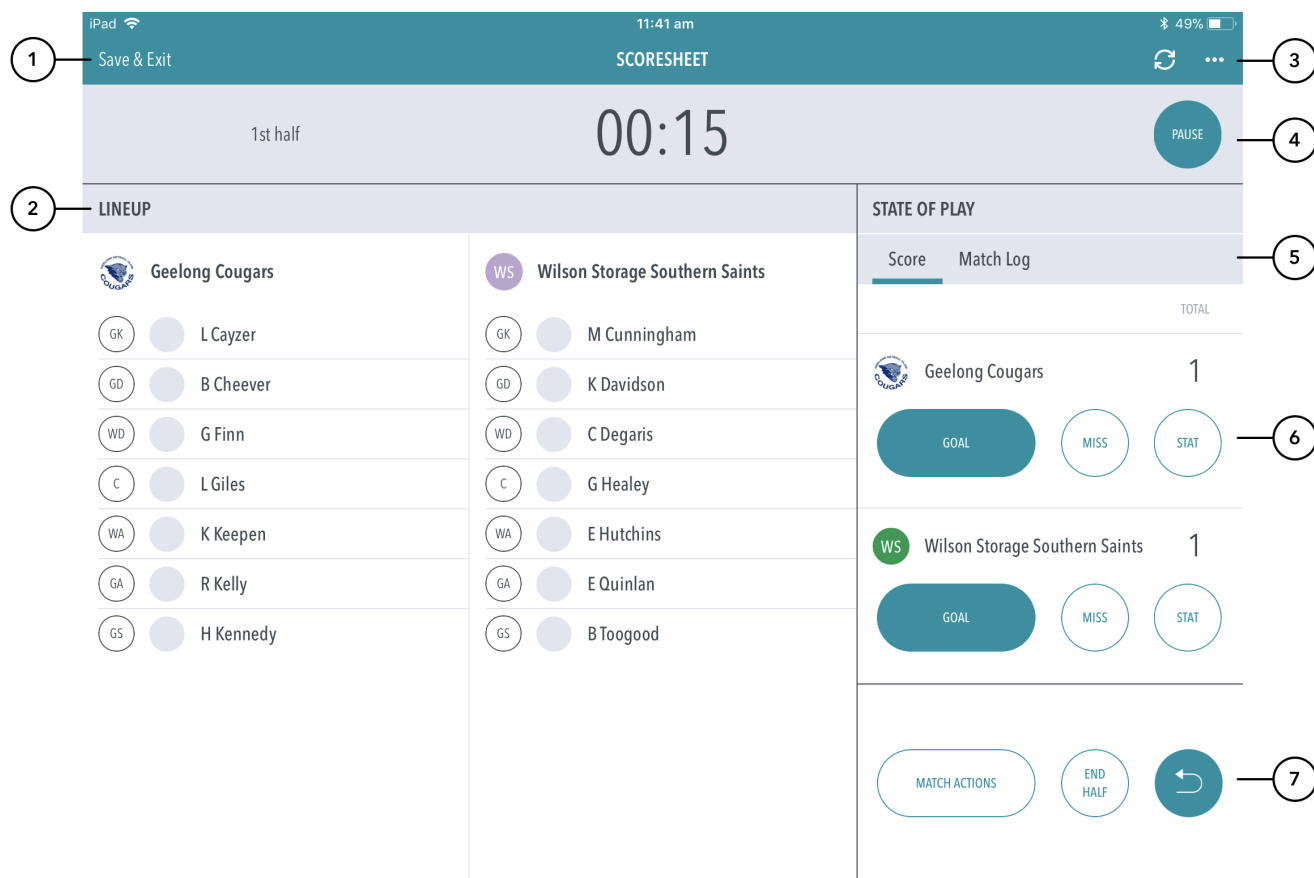 iPad 11:41 am 49%
1 Save & Exit SCORESHEET 3
1st half 00:15 PAUSE 4
2 LINEUP STATE OF PLAY
Score Match Log 5
TOTAL
COUGARS Geelong Cougars
WS Wilson Storage Southern Saints
GK L Cayzer
GD B Cheever
WD G Finn
C L Giles
WA K Keepen
GA R Kelly
GS H Kennedy
GK M Cunningham
GD K Davidson
WD C Degaris
C G Healey
WA E Hutchins
GA E Quinlan
GS B Toogood
COUGARS Geelong Cougars 1
GOAL MISS STAT 6
WS Wilson Storage Southern Saints 1
GOAL MISS STAT
MATCH ACTIONS END HALF 7